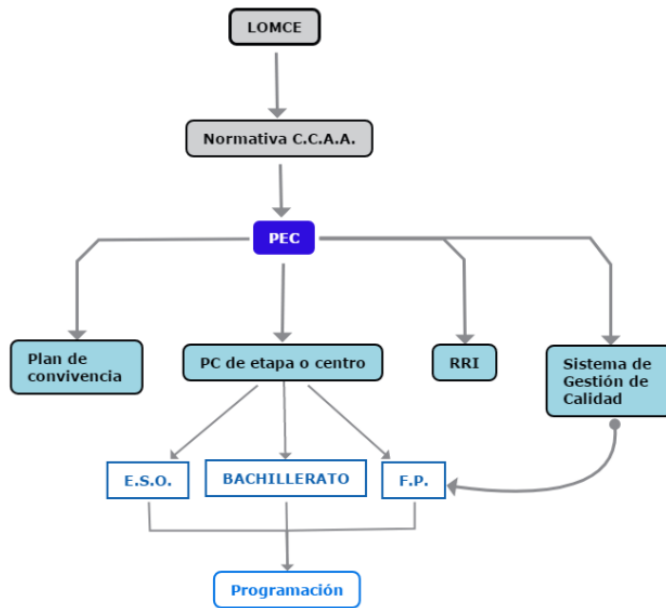 LOMCE
Normativa C.C.A.A.
PEC
Plan de
convivencia
PC de etapa o centro
RRI
Sistema de
Gestión de
Calidad
E.S.O.
BACHILLERATO
F.P.
Programación